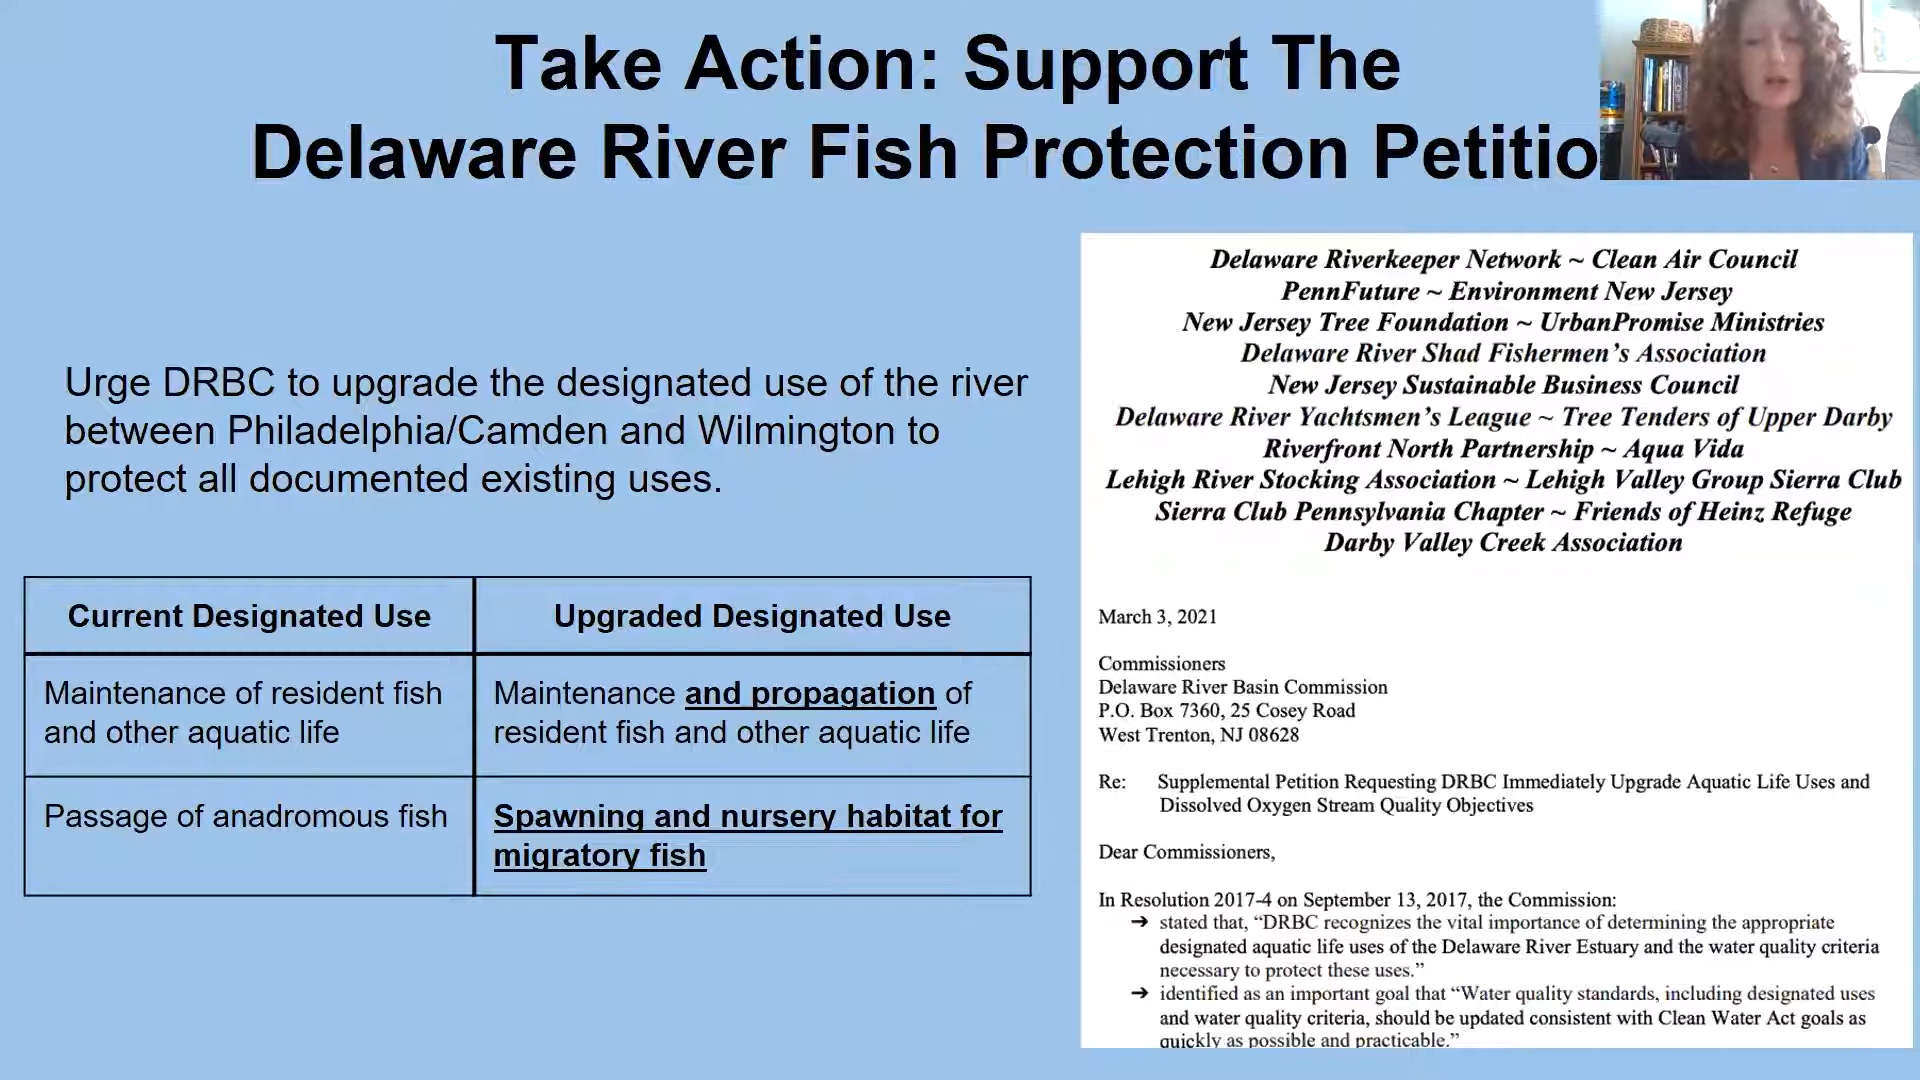 Take Action: Support The
Delaware River Fish Protection Petitio
Urge DRBC to upgrade the designated use of the river
between Philadelphia/Camden and Wilmington to
protect all documented existing uses.
Current Designated Use
Upgraded Designated Use
Maintenance of resident fish
and other aquatic life
Maintenance and propagation of
resident fish and other aquatic life
Passage of anadromous fish
Spawning and nursery habitat for
migratory fish
Delaware Riverkeeper Network ~ Clean Air Council
PennFuture ~ Environment New Jersey
New Jersey Tree Foundation ~ UrbanPromise Ministries
Delaware River Shad Fishermen’s Association
New Jersey Sustainable Business Council
Delaware River Yachtsmen’s League ~ Tree Tenders of Upper Darby
Riverfront North Partnership ~ Aqua Vida
Lehigh River Stocking Association ~ Lehigh Valley Group Sierra Club
Sierra Club Pennsylvania Chapter ~ Friends of Heinz Refuge
Darby Valley Creek Association
March 3, 2021
Commissioners
Delaware River Basin Commission
P.O. Box 7360, 25 Cosey Road
West Trenton, NJ 08628
Re: Supplemental Petition Requesting DRBC Immediately Upgrade Aquatic Life Uses and
Dissolved Oxygen Stream Quality Objectives
Dear Commissioners,
In Resolution 2017-4 on September 13, 2017, the Commission:
➔ stated that, “DRBC recognizes the vital importance of determining the appropriate
designated aquatic life uses of the Delaware River Estuary and the water quality criteria
necessary to protect these uses.”
➔ identified as an important goal that “Water quality standards, including designated uses
and water quality criteria, should be updated consistent with Clean Water Act goals as
quickly as possible and practicable.”